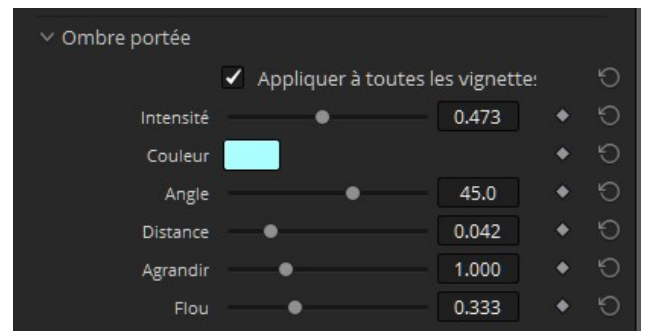 Ombre portée
Appliquer à toutes les vignette
Intensité 0.473
Couleur
Angle 45.0
Distance 0.042
Agrandir 1.000
Flou 0.333